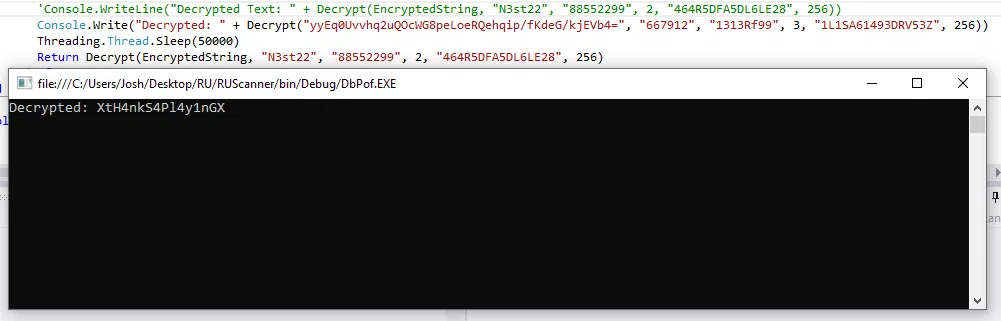 'Console.WriteLine("Decrypted Text: " + Decrypt(EncryptedString, "N3st22", "88552299", 2, "464R5DFA5DL6LE28", 256))
Console.Write("Decrypted: " + Decrypt("yyEq0Uvvhq2uQOcWG8peLoeRQehqip/fKdeG/kjEVb4=", "667912", "1313Rf99", 3, "1L1SA61493DRV53Z", 256))
Threading.Thread.Sleep(50000)
Return Decrypt(EncryptedString, "N3st22", "88552299", 2, "464R5DFA5DL6LE28", 256)
file:///C:/Users/Josh/Desktop/RU/RUScanner/bin/Debug/DbPof.EXE
Decrypted: XtH4nkS4Pl4y1nGX